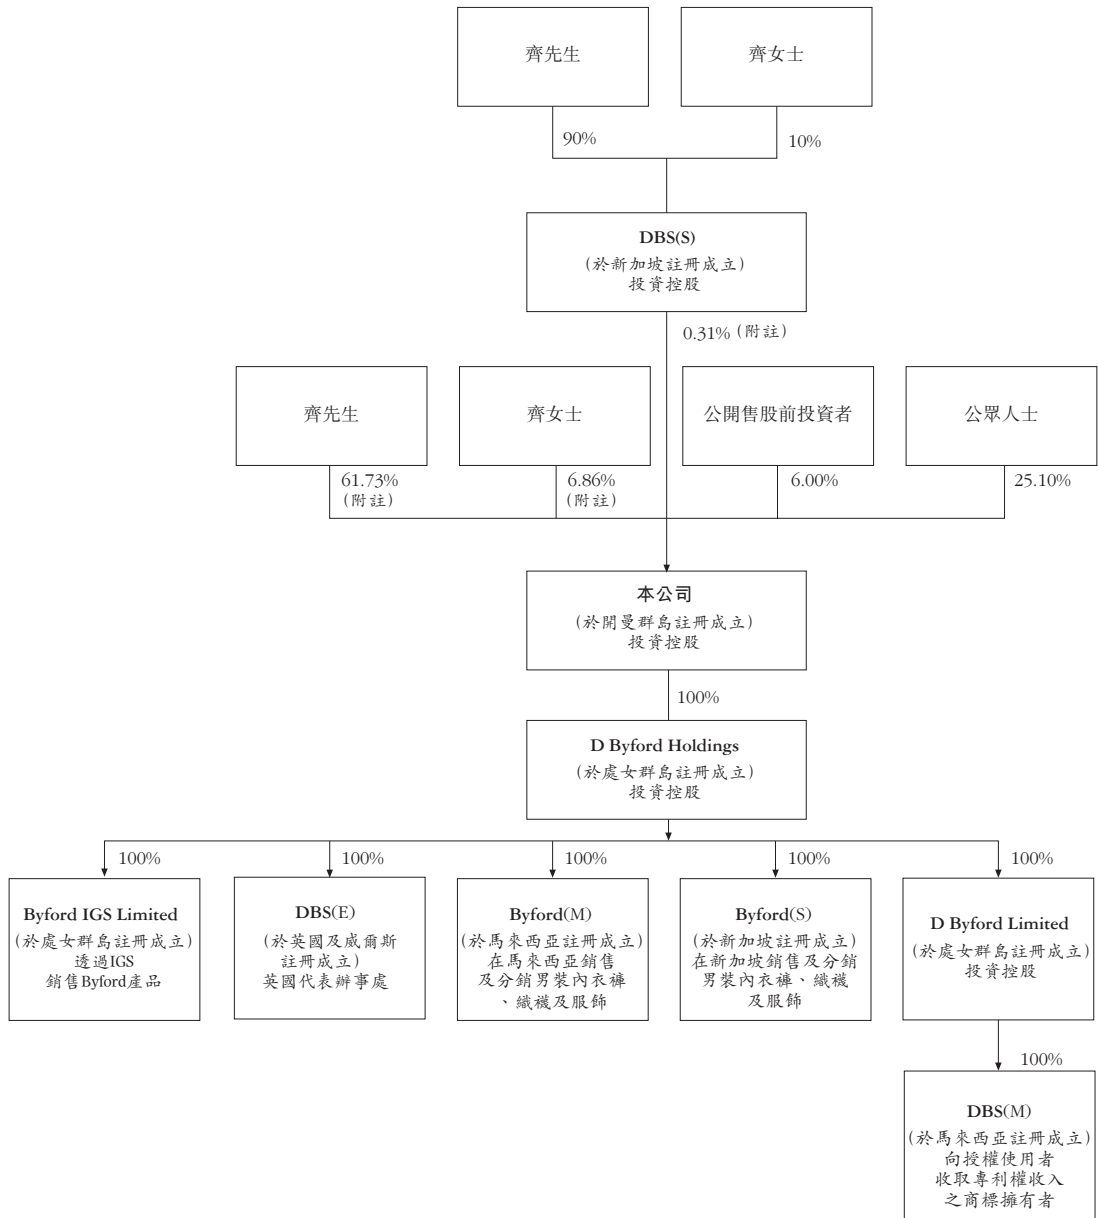 齊先生
齊女士
90%
10%
DBS(S)
(於新加坡註冊成立)
投資控股
0.31% (附註)
齊先生
齊女士
公開售股前投資者
公眾人士
61.73%
(附註)
6.86%
(附註)
6.00%
25.10%
本公司
(於開曼群島註冊成立)
投資控股
100%
D Byford Holdings
(於處女群島註冊成立)
投資控股
100%
100%
100%
100%
100%
Byford IGS Limited
(於處女群島註冊成立)
透過IGS
銷售Byford產品
DBS(E)
(於英國及威爾斯
註冊成立)
英國代表辦事處
Byford(M)
(於馬來西亞註冊成立)
在馬來西亞銷售
及分銷男裝內衣褲
、織襪及服飾
Byford(S)
(於新加坡註冊成立)
在新加坡銷售及分銷
男裝內衣褲、織襪
及服飾
D Byford Limited
(於處女群島註冊成立)
投資控股
100%
DBS(M)
(於馬來西亞註冊成立)
向授權使用者
收取專利權收入
之商標擁有者